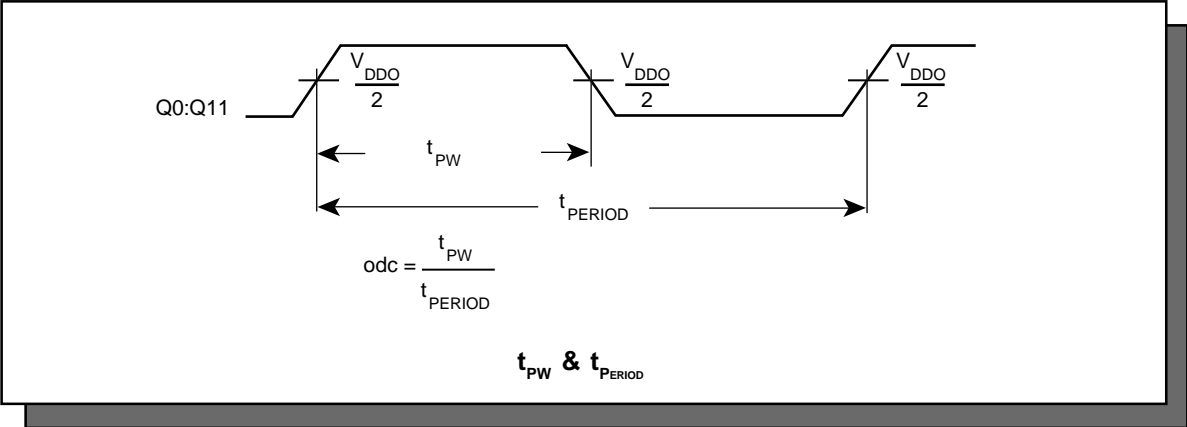 V_DDO / 2
V_DDO / 2
V_DDO / 2
Q0:Q11
t_PW
t_PERIOD
odc = t_PW / t_PERIOD
t_PW & t_PERIOD